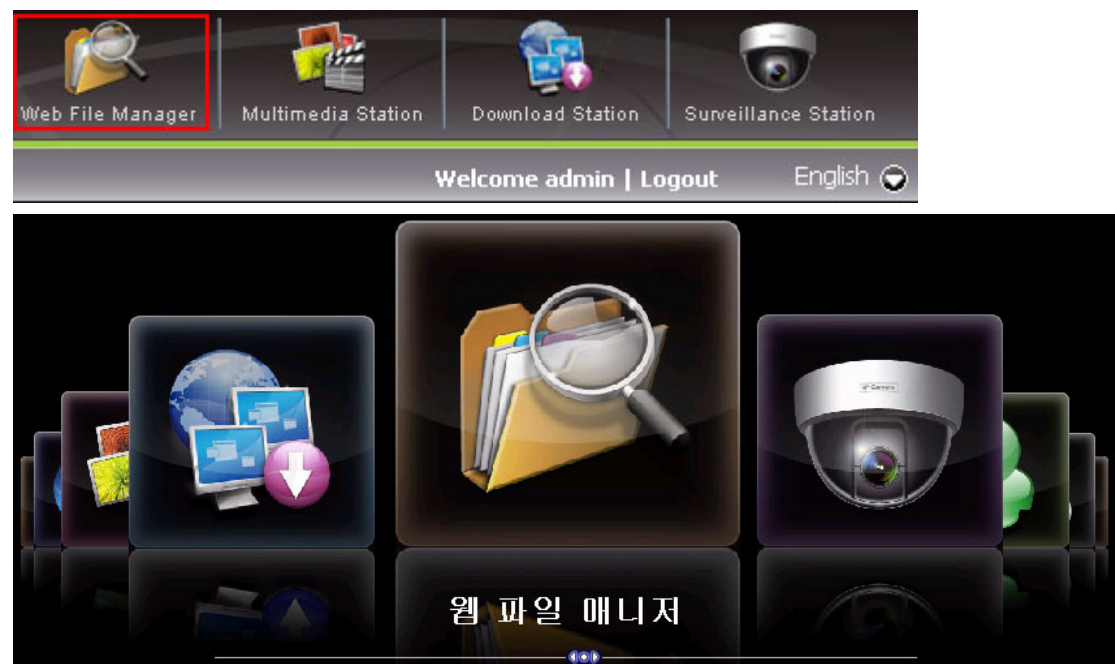 Web File Manager
Multimedia Station
Download Station
Surveillance Station
Welcome admin | Logout
English
웹 파일 매니저